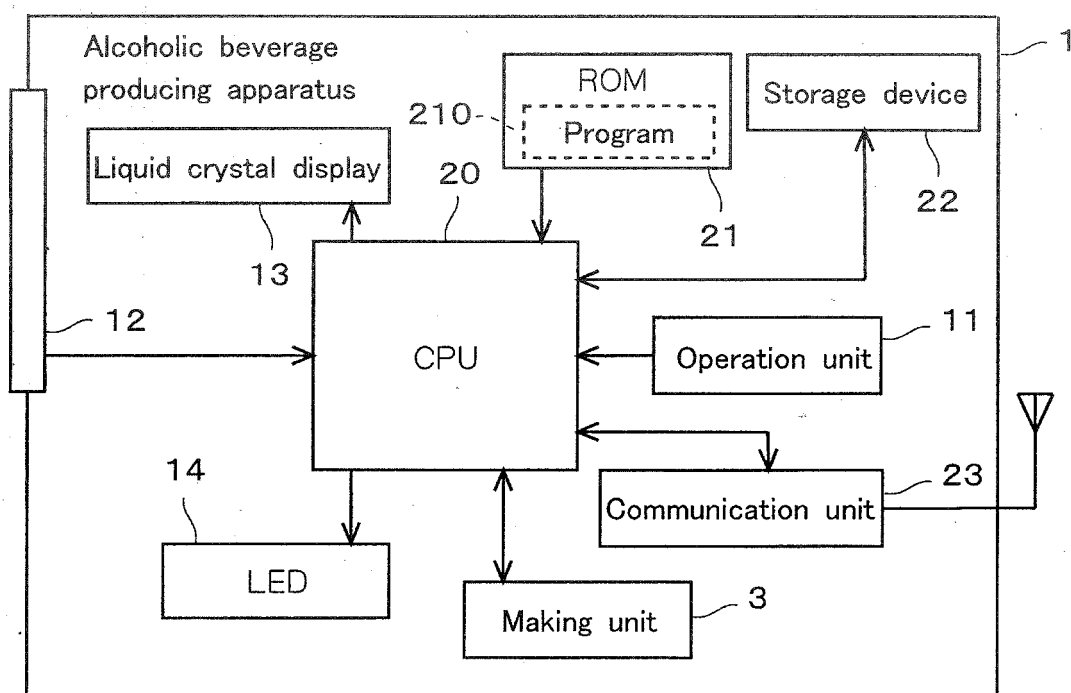 1
Alcoholic beverage
producing apparatus
ROM
210
Program
21
Storage device
22
Liquid crystal display
13
20
12
CPU
11
Operation unit
14
LED
23
Communication unit
3
Making unit